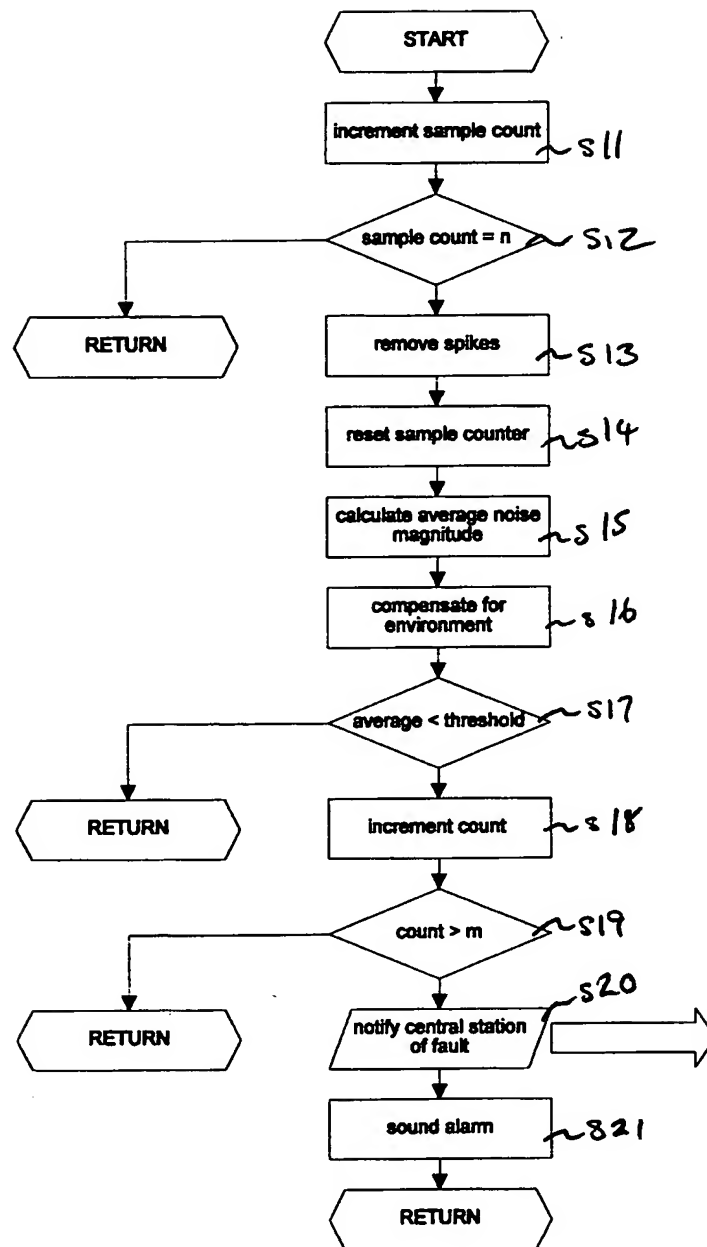 START
increment sample count
s11
sample count = n
s12
RETURN
remove spikes
s13
reset sample counter
s14
calculate average noise
magnitude
s15
compensate for
environment
s16
average < threshold
s17
RETURN
increment count
s18
count > m
s19
s20
RETURN
notify central station
of fault
sound alarm
s21
RETURN